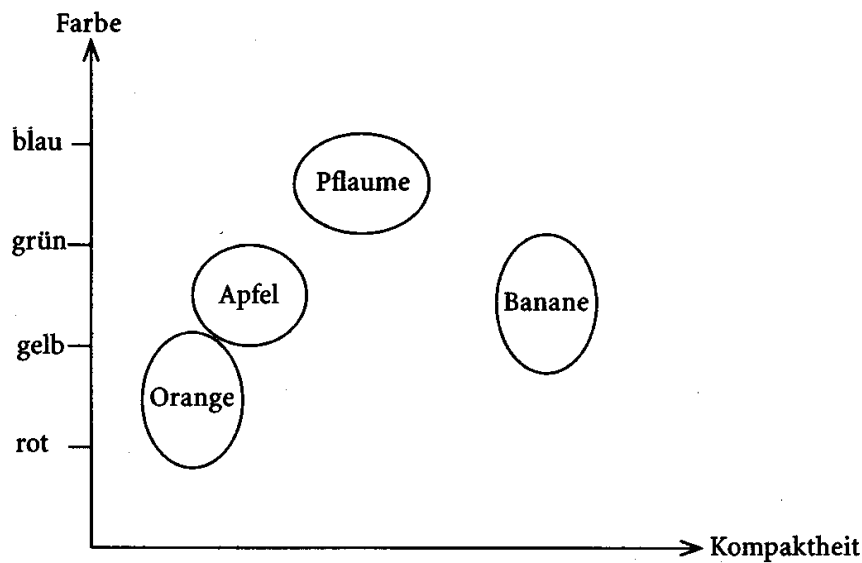 Farbe
blau
Pflaume
grün
Apfel
Banane
gelb
Orange
rot
Kompaktheit